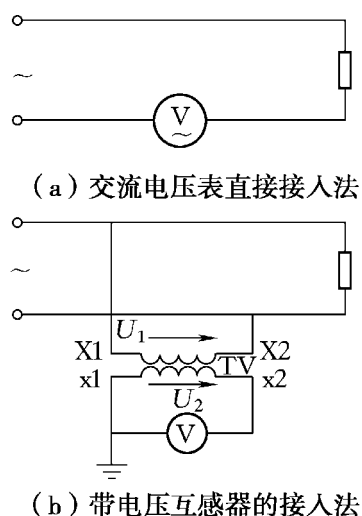 ~
V
~
（a）交流电压表直接接入法
~
U₁
X1 X2
TV
x1 x2
U₂
V
（b）带电压互感器的接入法